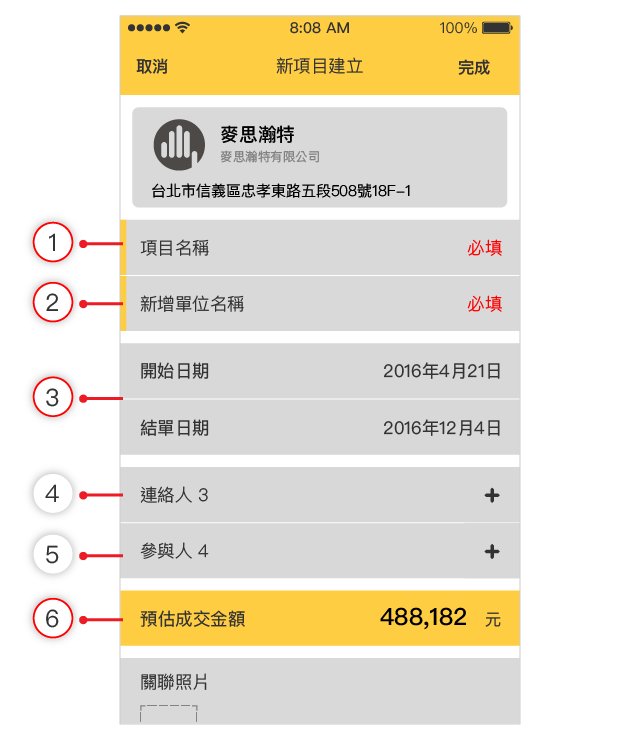 8:08 AM 100%
取消 新項目建立 完成
麥思瀚特
麥思瀚特有限公司
台北市信義區忠孝東路五段508號18F-1
1 項目名稱 必填
2 新增單位名稱 必填
開始日期 2016年4月21日
3
結單日期 2016年12月4日
4 連絡人 3 +
5 參與人 4 +
6 預估成交金額 488,182 元
關聯照片